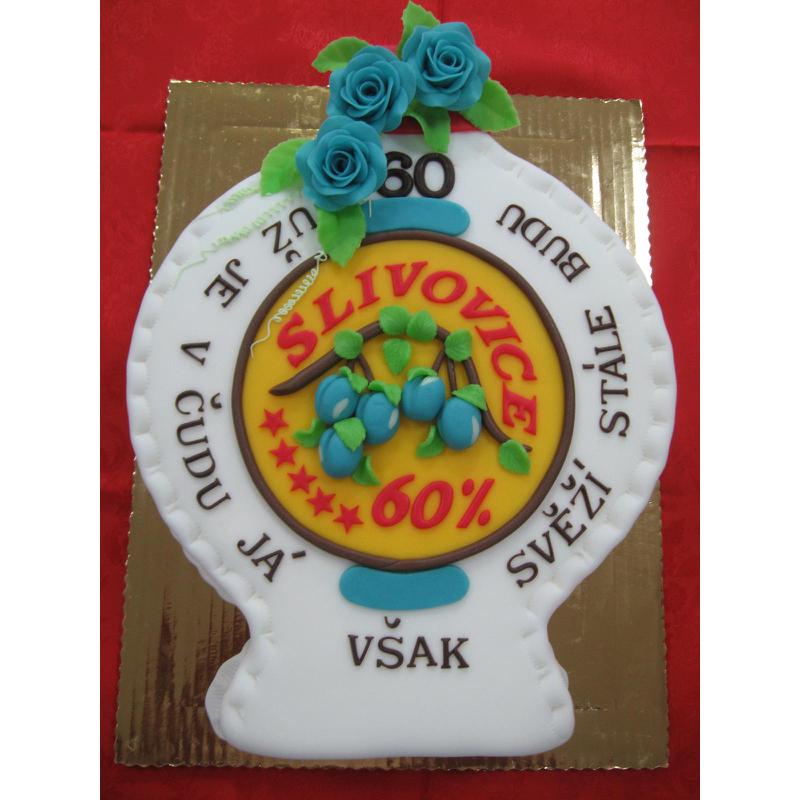 60
UŽ JE V ČUDU JÁ
VŠAK
SVĚŽÍ STÁLE BUDU
SLIVOVICE
60%